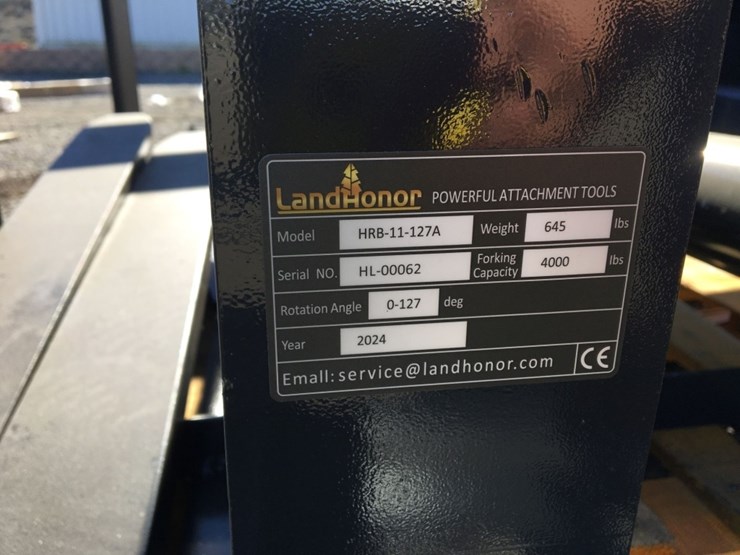 LandHonor POWERFUL ATTACHMENT TOOLS
Model HRB-11-127A Weight 645 lbs
Serial NO. HL-00062 Forking Capacity 4000 lbs
Rotation Angle 0-127 deg
Year 2024
Emall: service@landhonor.com CE